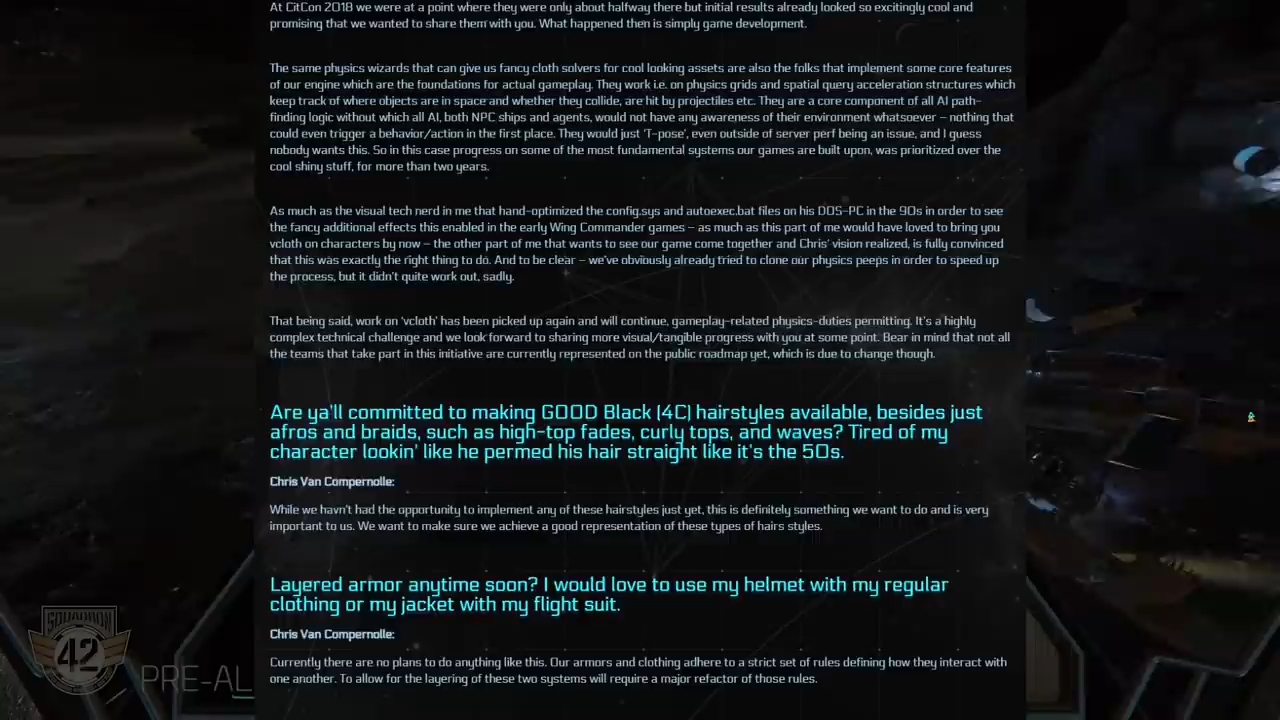 At CitCon 2018 we were at a point where they were only about halfway there but initial results already looked so excitingly cool and
promising that we wanted to share them with you. What happened then is simply game development.
The same physics wizards that can give us fancy cloth solvers for cool looking assets are also the folks that implement some core features
of our engine which are the foundations for actual gameplay. They work i.e. on physics grids and spatial query acceleration structures which
keep track of where objects are in space and whether they collide, are hit by projectiles etc. They are a core component of all AI path-
finding logic without which all AI, both NPC ships and agents, would not have any awareness of their environment whatsoever – nothing that
could even trigger a behavior/action in the first place. They would just 'T-pose', even outside of server perf being an issue, and I guess
nobody wants this. So in this case progress on some of the most fundamental systems our games are built upon, was prioritized over the
cool shiny stuff, for more than two years.
As much as the visual tech nerd in me that hand-optimized the config.sys and autoexec.bat files on his DOS-PC in the 90s in order to see
the fancy additional effects this enabled in the early Wing Commander games – as much as this part of me would have loved to bring you
vcloth on characters by now – the other part of me that wants to see our game come together and Chris' vision realized, is fully convinced
that this was exactly the right thing to do. And to be clear – we've obviously already tried to clone our physics peeps in order to speed up
the process, but it didn't quite work out, sadly.
That being said, work on 'vcloth' has been picked up again and will continue, gameplay-related physics-duties permitting. It's a highly
complex technical challenge and we look forward to sharing more visual/tangible progress with you at some point. Bear in mind that not all
the teams that take part in this initiative are currently represented on the public roadmap yet, which is due to change though.
Are ya'll committed to making GOOD Black (4C) hairstyles available, besides just
afros and braids, such as high-top fades, curly tops, and waves? Tired of my
character lookin' like he permed his hair straight like it's the 50s.
Chris Van Compernolle:
While we havn't had the opportunity to implement any of these hairstyles just yet, this is definitely something we want to do and is very
important to us. We want to make sure we achieve a good representation of these types of hairs styles.
Layered armor anytime soon? I would love to use my helmet with my regular
clothing or my jacket with my flight suit.
Chris Van Compernolle:
Currently there are no plans to do anything like this. Our armors and clothing adhere to a strict set of rules defining how they interact with
one another. To allow for the layering of these two systems will require a major refactor of those rules.
SQUADRON
42
PRE-AL